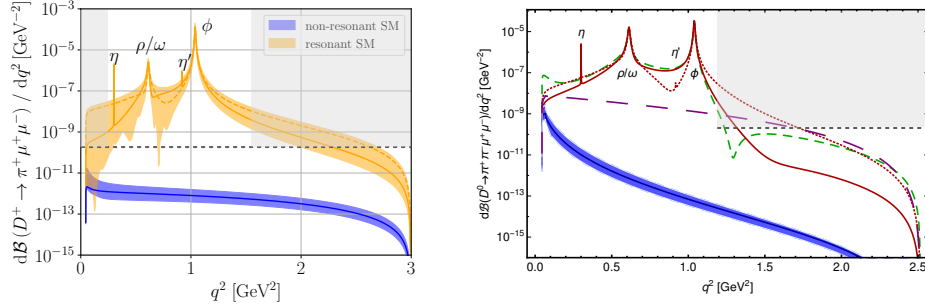 dB(D⁺ → π⁺μ⁺μ⁻) / dq² [GeV⁻²]
10⁻³
10⁻⁵
10⁻⁷
10⁻⁹
10⁻¹¹
10⁻¹³
10⁻¹⁵
η
ρ/ω
η'
ϕ
non-resonant SM
resonant SM
0
1
2
3
q² [GeV²]
dB(D⁰→π⁺π⁻μ⁺μ⁻)/dq² [GeV⁻²]
10⁻⁵
10⁻⁷
10⁻⁹
10⁻¹¹
10⁻¹³
10⁻¹⁵
η
ρ/ω
η'
ϕ
0.0
0.5
1.0
1.5
2.0
2.5
q² [GeV²]